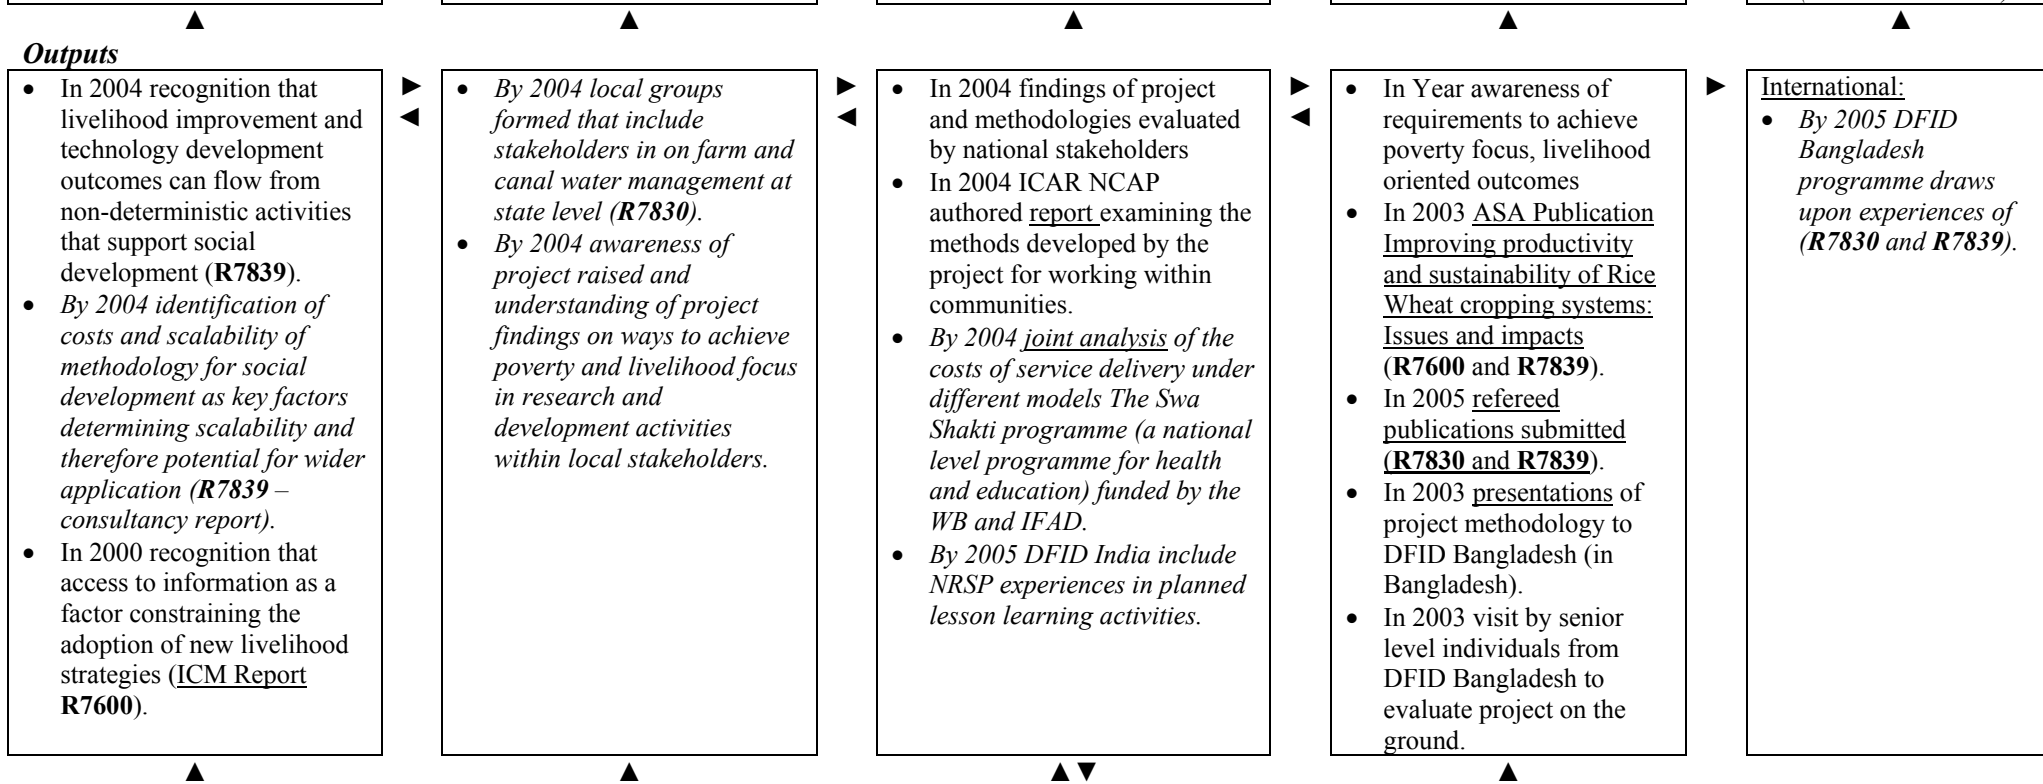 ▲ ▲ ▲ ▲ ▲
Outputs
• In 2004 recognition that
livelihood improvement and
technology development
outcomes can flow from
non-deterministic activities
that support social
development (R7839).
• By 2004 identification of
costs and scalability of
methodology for social
development as key factors
determining scalability and
therefore potential for wider
application (R7839 –
consultancy report).
• In 2000 recognition that
access to information as a
factor constraining the
adoption of new livelihood
strategies (ICM Report
R7600).
►
◄
• By 2004 local groups
formed that include
stakeholders in on farm and
canal water management at
state level (R7830).
• By 2004 awareness of
project raised and
understanding of project
findings on ways to achieve
poverty and livelihood focus
in research and
development activities
within local stakeholders.
►
◄
• In 2004 findings of project
and methodologies evaluated
by national stakeholders
• In 2004 ICAR NCAP
authored report examining the
methods developed by the
project for working within
communities.
• By 2004 joint analysis of the
costs of service delivery under
different models The Swa
Shakti programme (a national
level programme for health
and education) funded by the
WB and IFAD.
• By 2005 DFID India include
NRSP experiences in planned
lesson learning activities.
►
◄
• In Year awareness of
requirements to achieve
poverty focus, livelihood
oriented outcomes
• In 2003 ASA Publication
Improving productivity
and sustainability of Rice
Wheat cropping systems:
Issues and impacts
(R7600 and R7839).
• In 2005 refereed
publications submitted
(R7830 and R7839).
• In 2003 presentations of
project methodology to
DFID Bangladesh (in
Bangladesh).
• In 2003 visit by senior
level individuals from
DFID Bangladesh to
evaluate project on the
ground.
►
International:
• By 2005 DFID
Bangladesh
programme draws
upon experiences of
(R7830 and R7839).
▲ ▲ ▲▼ ▲